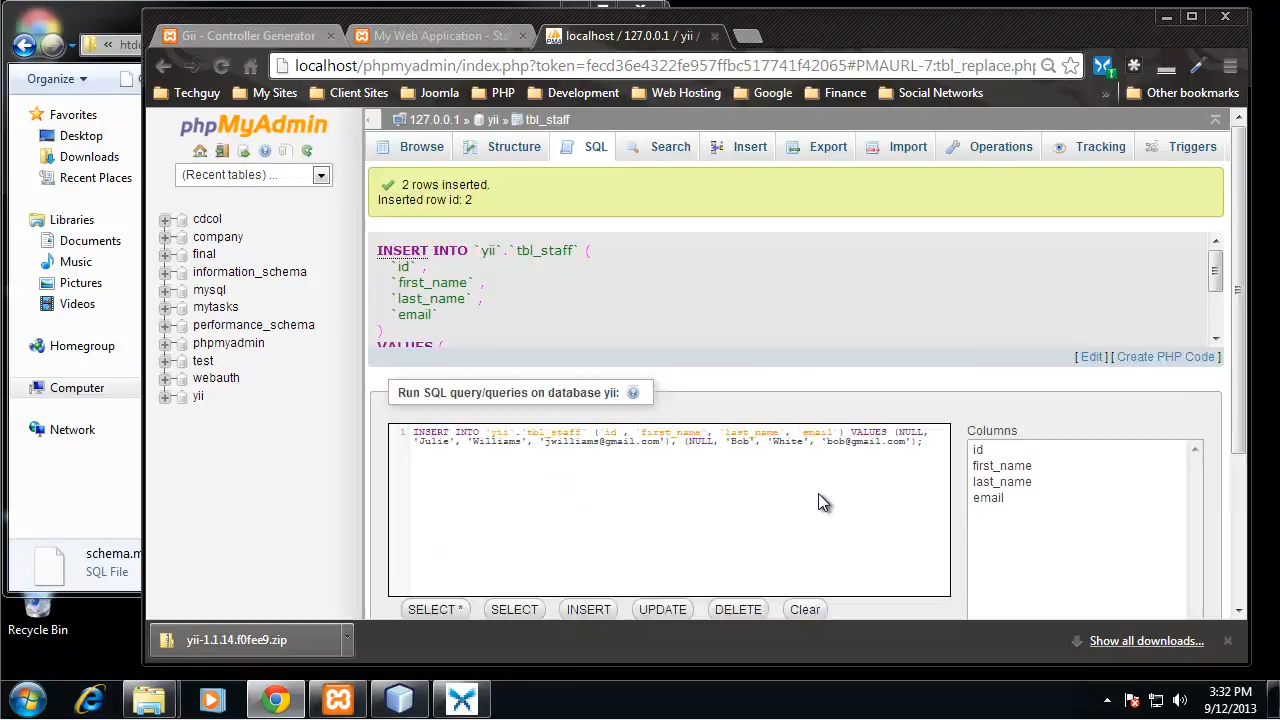 Gii - Controller Generator
My Web Application - Sta
localhost / 127.0.0.1 / yii /
« htdo
localhost/phpmyadmin/index.php?token=fecd36e4322fe957ffbc517741f42065#PMAURL-7:tbl_replace.php
Organize
Techguy
My Sites
Client Sites
Joomla
PHP
Development
Web Hosting
Google
Finance
Social Networks
»
Other bookmarks
Favorites
Desktop
Downloads
Recent Places
Libraries
Documents
Music
Pictures
Videos
Homegroup
Computer
Network
schema.m
SQL File
Recycle Bin
phpMyAdmin
(Recent tables) ...
cdcol
company
final
information_schema
mysql
mytasks
performance_schema
phpmyadmin
test
webauth
yii
127.0.0.1 » yii » tbl_staff
Browse
Structure
SQL
Search
Insert
Export
Import
Operations
Tracking
Triggers
2 rows inserted.
Inserted row id: 2
INSERT INTO `yii`.`tbl_staff` (
`id` ,
`first_name` ,
`last_name` ,
`email`
)
VALUES (
[ Edit ] [ Create PHP Code ]
Run SQL query/queries on database yii:
1 INSERT INTO `yii`.`tbl_staff` (`id`, `first_name`, `last_name`, `email`) VALUES (NULL,
'Julie', 'Williams', 'jwilliams@gmail.com'), (NULL, 'Bob', 'White', 'bob@gmail.com');
Columns
id
first_name
last_name
email
SELECT *
SELECT
INSERT
UPDATE
DELETE
Clear
yii-1.1.14.f0fee9.zip
Show all downloads...
3:32 PM
9/12/2013